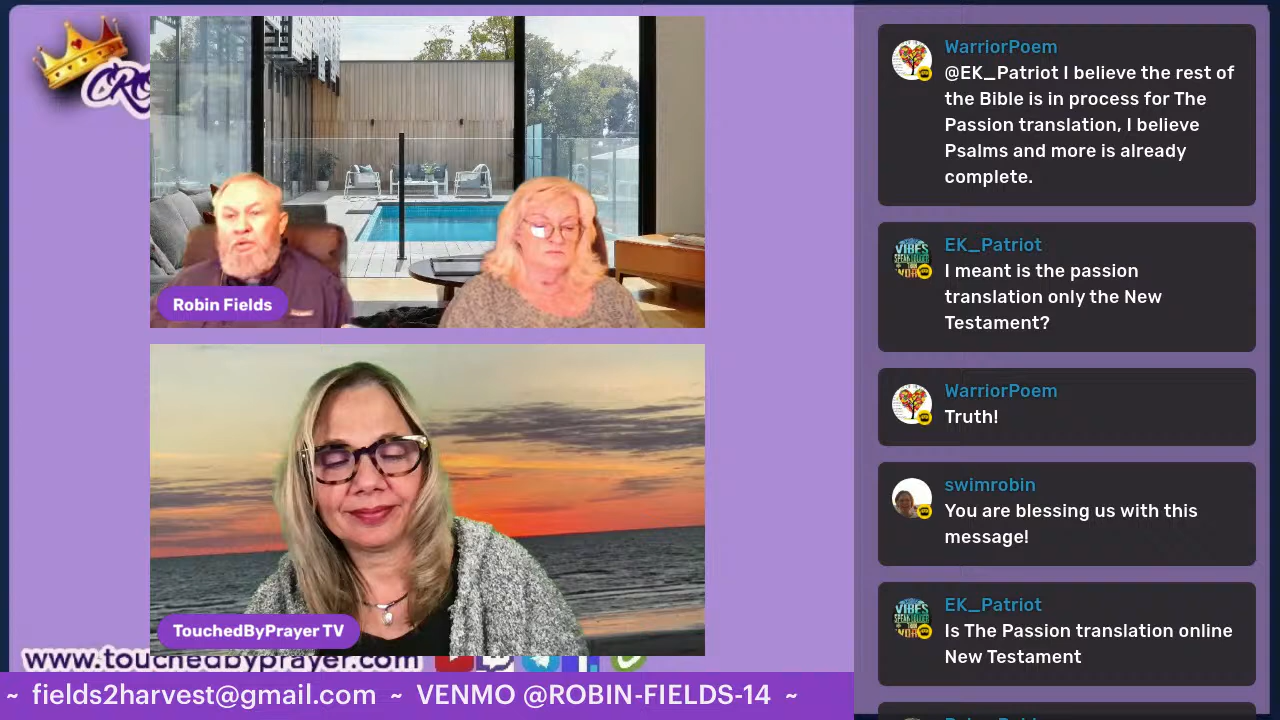 CRO
Robin Fields
TouchedByPrayer TV
www.touchedbyprayer.com
~ fields2harvest@gmail.com ~ VENMO @ROBIN-FIELDS-14 ~
WarriorPoem
@EK_Patriot I believe the rest of
the Bible is in process for The
Passion translation, I believe
Psalms and more is already
complete.
EK_Patriot
I meant is the passion
translation only the New
Testament?
WarriorPoem
Truth!
swimrobin
You are blessing us with this
message!
EK_Patriot
Is The Passion translation online
New Testament